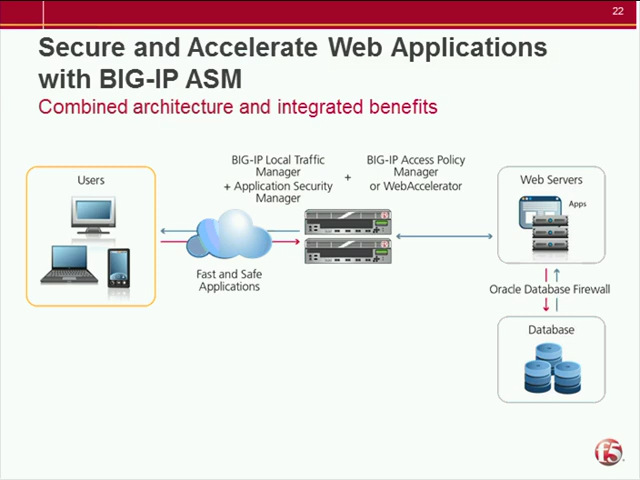 22
Secure and Accelerate Web Applications
with BIG-IP ASM
Combined architecture and integrated benefits
BIG-IP Local Traffic
Manager
+ Application Security
Manager
+
BIG-IP Access Policy
Manager
or WebAccelerator
Users
Web Servers
Apps
Fast and Safe
Applications
Oracle Database Firewall
Database
f5